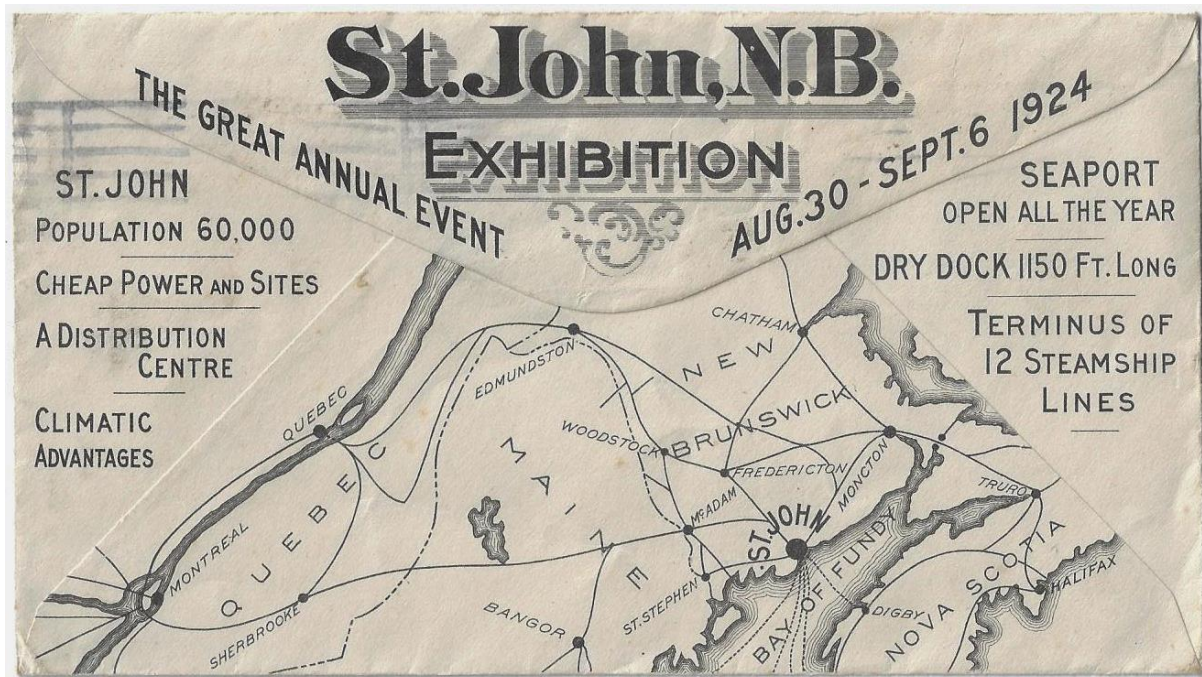 St. John, N.B.
EXHIBITION
THE GREAT ANNUAL EVENT
AUG. 30 - SEPT. 6 1924
ST. JOHN
POPULATION 60,000
CHEAP POWER AND SITES
A DISTRIBUTION
CENTRE
CLIMATIC
ADVANTAGES
SEAPORT
OPEN ALL THE YEAR
DRY DOCK 1150 FT. LONG
TERMINUS OF
12 STEAMSHIP
LINES
CHATHAM
EDMUNDSTON
NEW
BRUNSWICK
QUEBEC
WOODSTOCK
QUEBEC
MAINE
FREDERICTON
MONCTON
TRURO
McADAM
ST. JOHN
MONTREAL
SHERBROOKE
BANGOR
ST. STEPHEN
BAY OF FUNDY
DIGBY
NOVA SCOTIA
HALIFAX